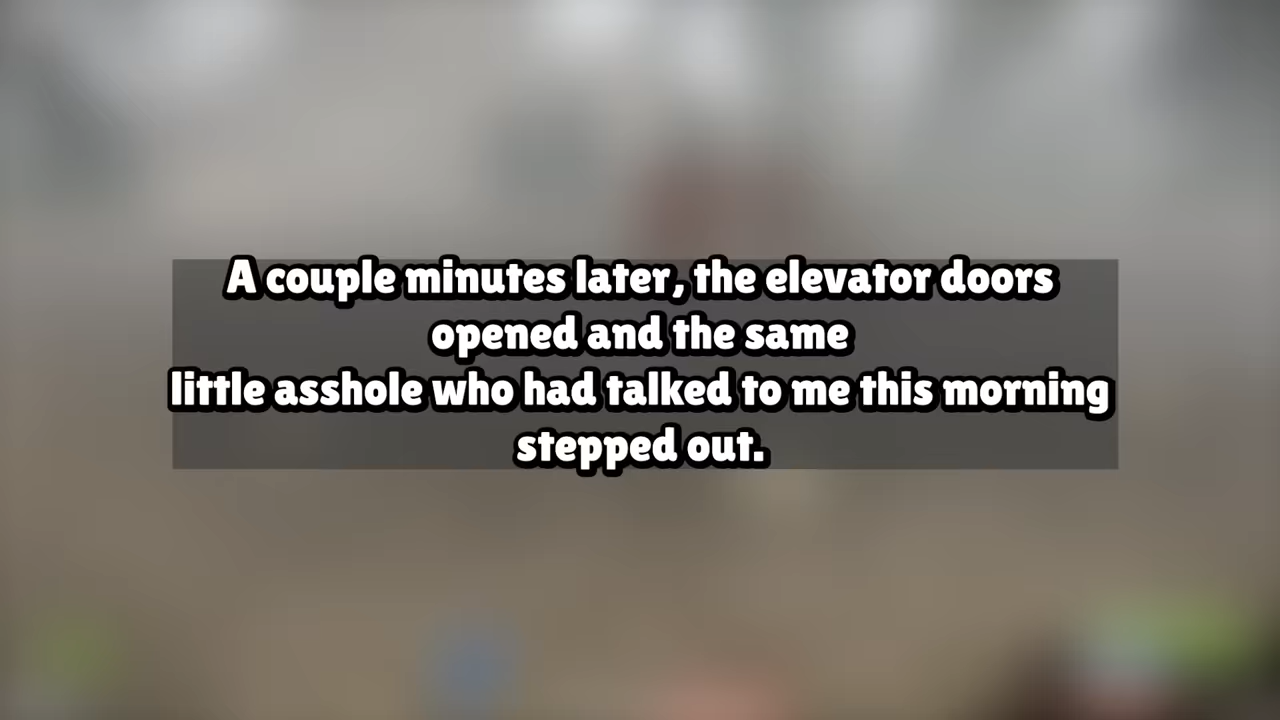 A couple minutes later, the elevator doors
opened and the same
little asshole who had talked to me this morning
stepped out.